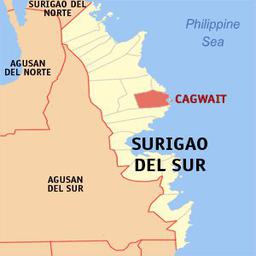 SURIGAO DEL
NORTE
Philippine
Sea
AGUSAN
DEL NORTE
CAGWAIT
SURIGAO
DEL SUR
AGUSAN
DEL SUR